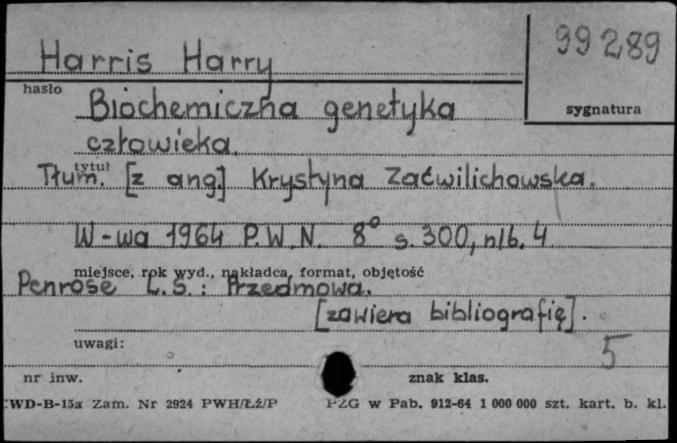 Harris Harry
99289
hasło
sygnatura
Biochemiczna genetyka
człowieka.
tytuł
Tłum. [z ang.] Krystyna Zaćwilichowska.
W-wa 1964 P.W.N. 8° s. 300, nlb. 4
miejsce, rok wyd., nakładca, format, objętość
Penrose L.S.: Przedmowa.
[zawiera bibliografię].
uwagi:
5
nr inw.
znak klas.
CWD-B-15a Zam. Nr 2924 PWH/Łź/P
PZG w Pab. 912-64 1 000 000 szt. kart. b. kl.